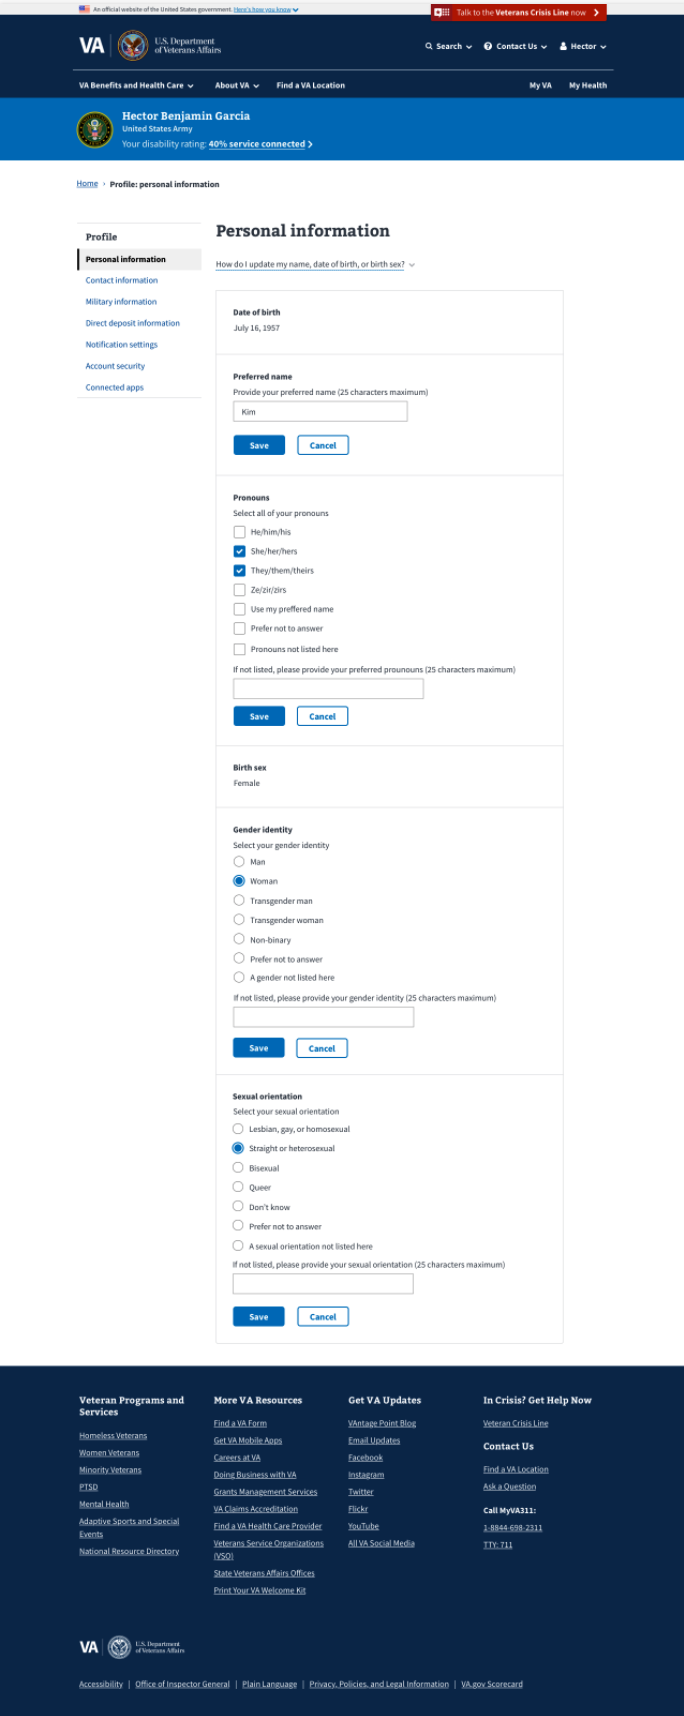 An official website of the United States government. Here's how you know
Talk to the Veterans Crisis Line now
VA
U.S. Department
of Veterans Affairs
Search
Contact Us
Hector
VA Benefits and Health Care
About VA
Find a VA Location
My VA
My Health
Hector Benjamin Garcia
United States Army
Your disability rating: 40% service connected
Home › Profile: personal information
Profile
Personal information
Contact information
Military information
Direct deposit information
Notification settings
Account security
Connected apps
Personal information
How do I update my name, date of birth, or birth sex?
Date of birth
July 16, 1957
Preferred name
Provide your preferred name (25 characters maximum)
Kim
Save Cancel
Pronouns
Select all of your pronouns
He/him/his
She/her/hers
They/them/theirs
Ze/zir/zirs
Use my preffered name
Prefer not to answer
Pronouns not listed here
If not listed, please provide your preferred prounouns (25 characters maximum)
Save Cancel
Birth sex
Female
Gender identity
Select your gender identity
Man
Woman
Transgender man
Transgender woman
Non-binary
Prefer not to answer
A gender not listed here
If not listed, please provide your gender identity (25 characters maximum)
Save Cancel
Sexual orientation
Select your sexual orientation
Lesbian, gay, or homosexual
Straight or heterosexual
Bisexual
Queer
Don't know
Prefer not to answer
A sexual orientation not listed here
If not listed, please provide your sexual orientation (25 characters maximum)
Save Cancel
Veteran Programs and
Services
Homeless Veterans
Women Veterans
Minority Veterans
PTSD
Mental Health
Adaptive Sports and Special
Events
National Resource Directory
More VA Resources
Find a VA Form
Get VA Mobile Apps
Careers at VA
Doing Business with VA
Grants Management Services
VA Claims Accreditation
Find a VA Health Care Provider
Veterans Service Organizations
(VSO)
State Veterans Affairs Offices
Print Your VA Welcome Kit
Get VA Updates
VAntage Point Blog
Email Updates
Facebook
Instagram
Twitter
Flickr
YouTube
All VA Social Media
In Crisis? Get Help Now
Veteran Crisis Line
Contact Us
Find a VA Location
Ask a Question
Call MyVA311:
1-8844-698-2311
TTY: 711
VA
U.S. Department
of Veterans Affairs
Accessibility | Office of Inspector General | Plain Language | Privacy, Policies, and Legal Information | VA.gov Scorecard